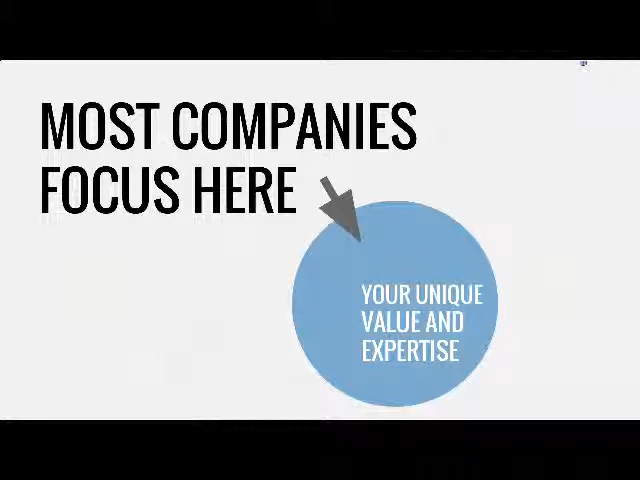 MOST COMPANIES
FOCUS HERE
YOUR UNIQUE
VALUE AND
EXPERTISE